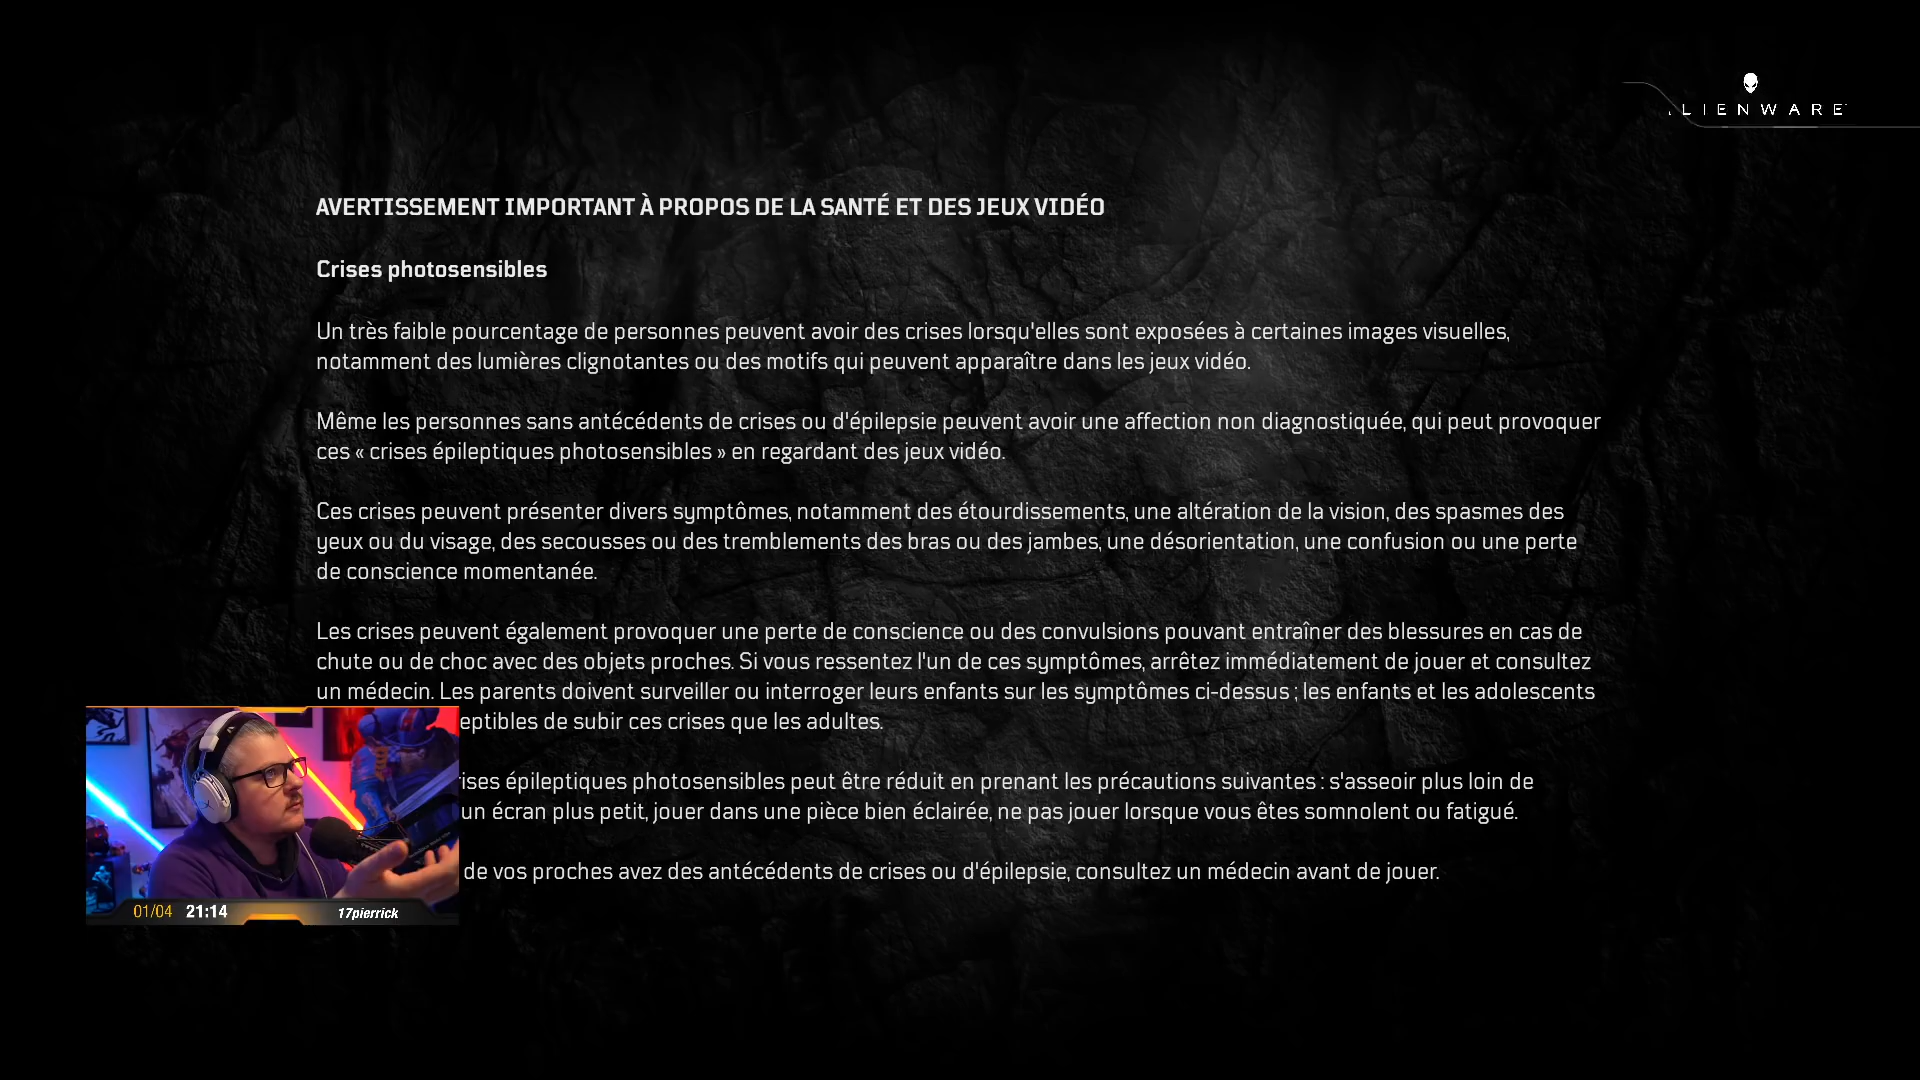 LIENWARE
AVERTISSEMENT IMPORTANT À PROPOS DE LA SANTÉ ET DES JEUX VIDÉO
Crises photosensibles
Un très faible pourcentage de personnes peuvent avoir des crises lorsqu'elles sont exposées à certaines images visuelles,
notamment des lumières clignotantes ou des motifs qui peuvent apparaître dans les jeux vidéo.
Même les personnes sans antécédents de crises ou d'épilepsie peuvent avoir une affection non diagnostiquée, qui peut provoquer
ces « crises épileptiques photosensibles » en regardant des jeux vidéo.
Ces crises peuvent présenter divers symptômes, notamment des étourdissements, une altération de la vision, des spasmes des
yeux ou du visage, des secousses ou des tremblements des bras ou des jambes, une désorientation, une confusion ou une perte
de conscience momentanée.
Les crises peuvent également provoquer une perte de conscience ou des convulsions pouvant entraîner des blessures en cas de
chute ou de choc avec des objets proches. Si vous ressentez l'un de ces symptômes, arrêtez immédiatement de jouer et consultez
un médecin. Les parents doivent surveiller ou interroger leurs enfants sur les symptômes ci-dessus ; les enfants et les adolescents
eptibles de subir ces crises que les adultes.
rises épileptiques photosensibles peut être réduit en prenant les précautions suivantes : s'asseoir plus loin de
un écran plus petit, jouer dans une pièce bien éclairée, ne pas jouer lorsque vous êtes somnolent ou fatigué.
de vos proches avez des antécédents de crises ou d'épilepsie, consultez un médecin avant de jouer.
01/04 21:14 17pierrick